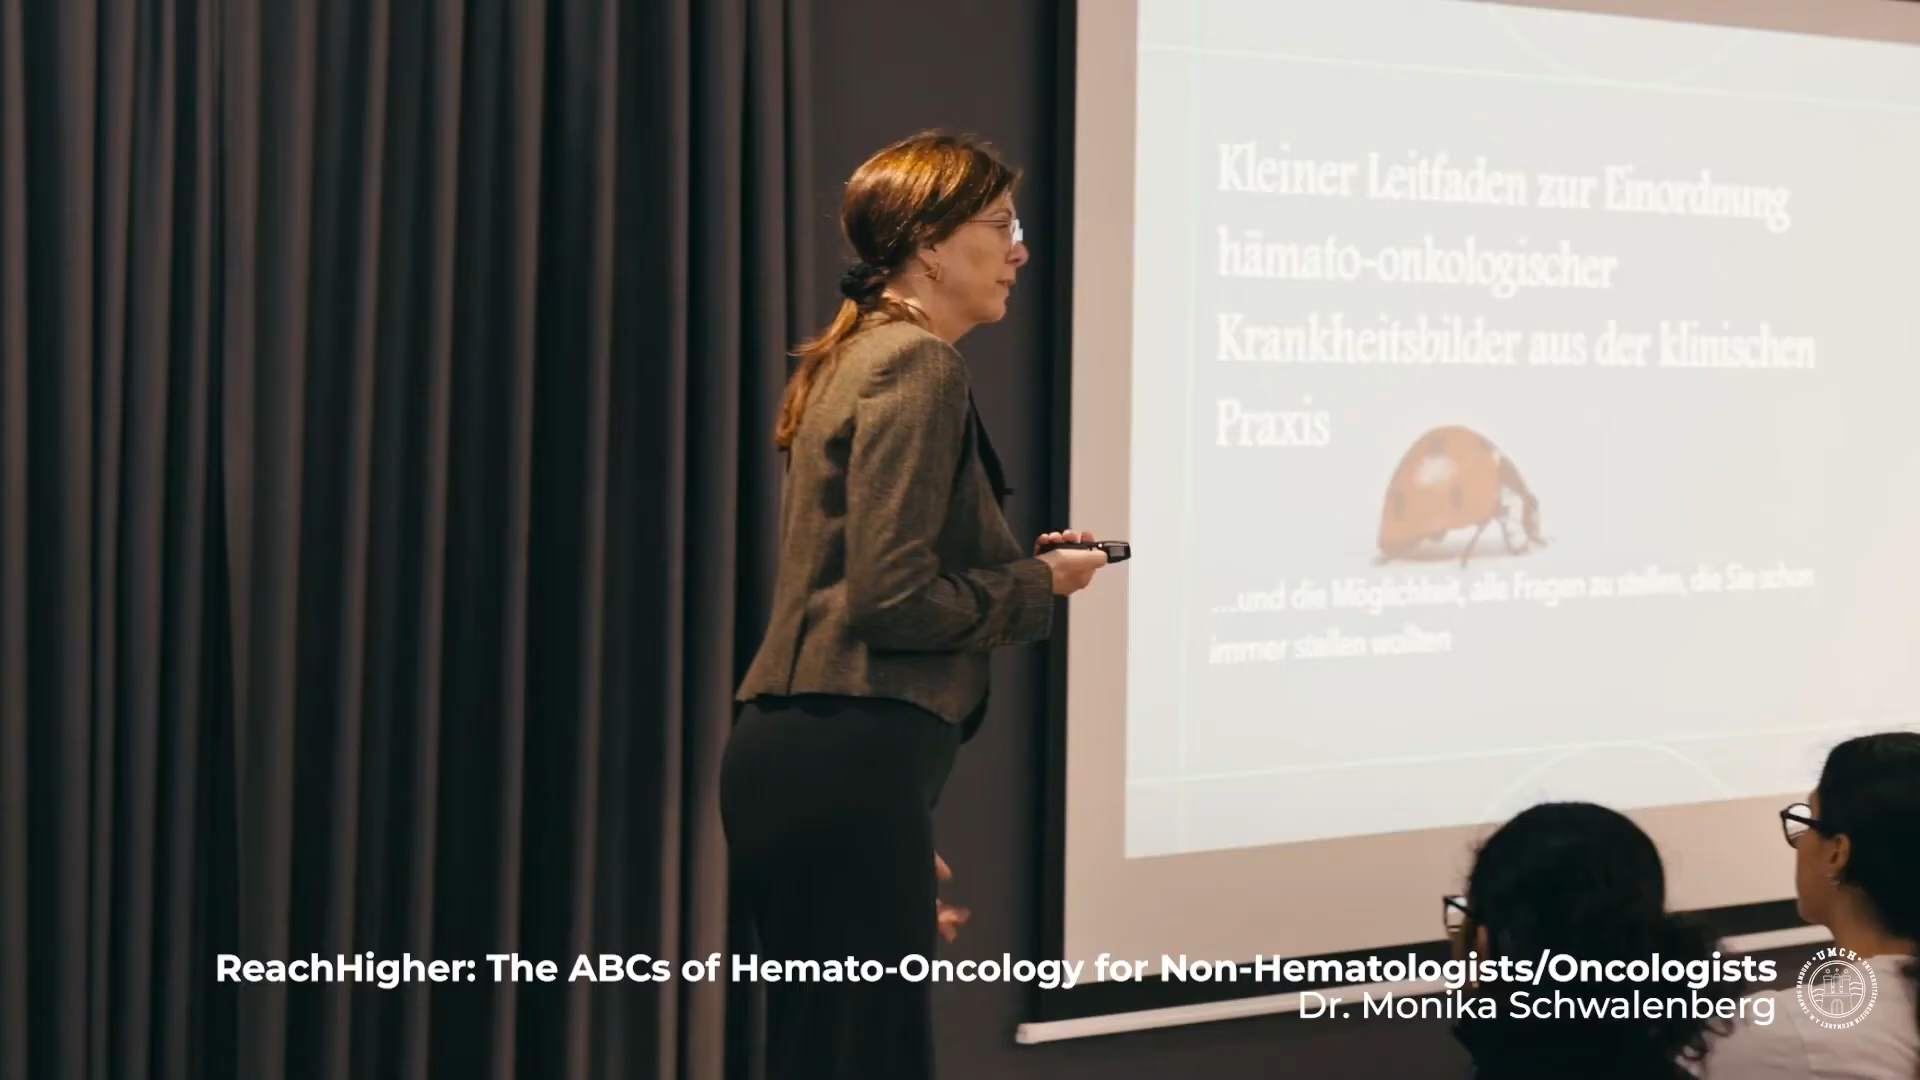 Kleiner Leitfaden zur Einordnung
hämato-onkologischer
Krankheitsbilder aus der klinischen
Praxis
...und die Möglichkeit, alle Fragen zu stellen, die Sie schon
immer stellen wollten
ReachHigher: The ABCs of Hemato-Oncology for Non-Hematologists/Oncologists
Dr. Monika Schwalenberg
UMCH